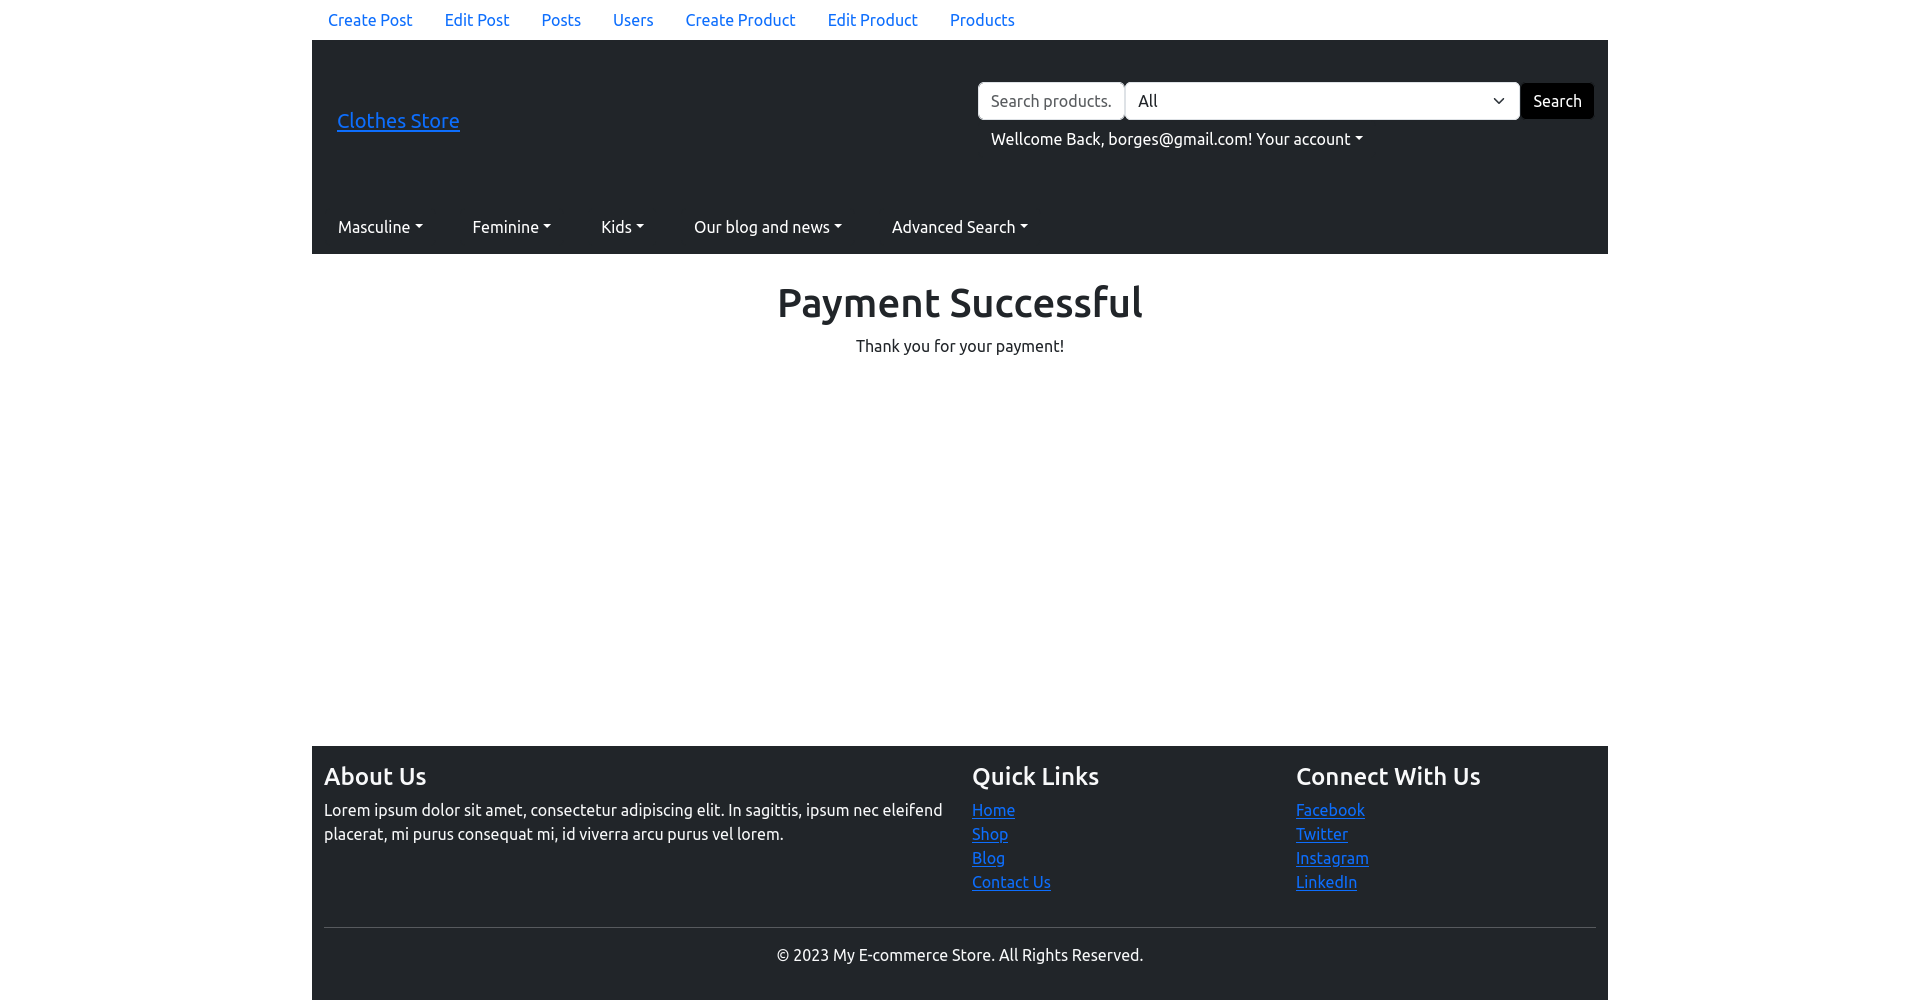 Create Post Edit Post Posts Users Create Product Edit Product Products
Search products. All Search
Clothes Store
Wellcome Back, borges@gmail.com! Your account
Masculine Feminine Kids Our blog and news Advanced Search
Payment Successful
Thank you for your payment!
About Us
Lorem ipsum dolor sit amet, consectetur adipiscing elit. In sagittis, ipsum nec eleifend
placerat, mi purus consequat mi, id viverra arcu purus vel lorem.
Quick Links
Home
Shop
Blog
Contact Us
Connect With Us
Facebook
Twitter
Instagram
LinkedIn
© 2023 My E-commerce Store. All Rights Reserved.